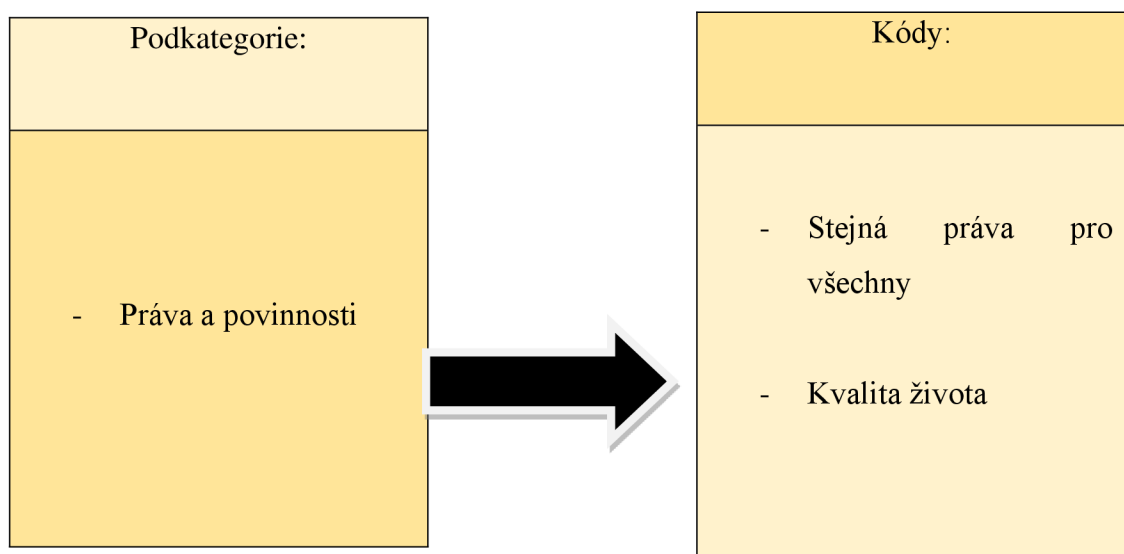 Podkategorie:
- Práva a povinnosti
Kódy:
- Stejná práva pro
všechny
- Kvalita života